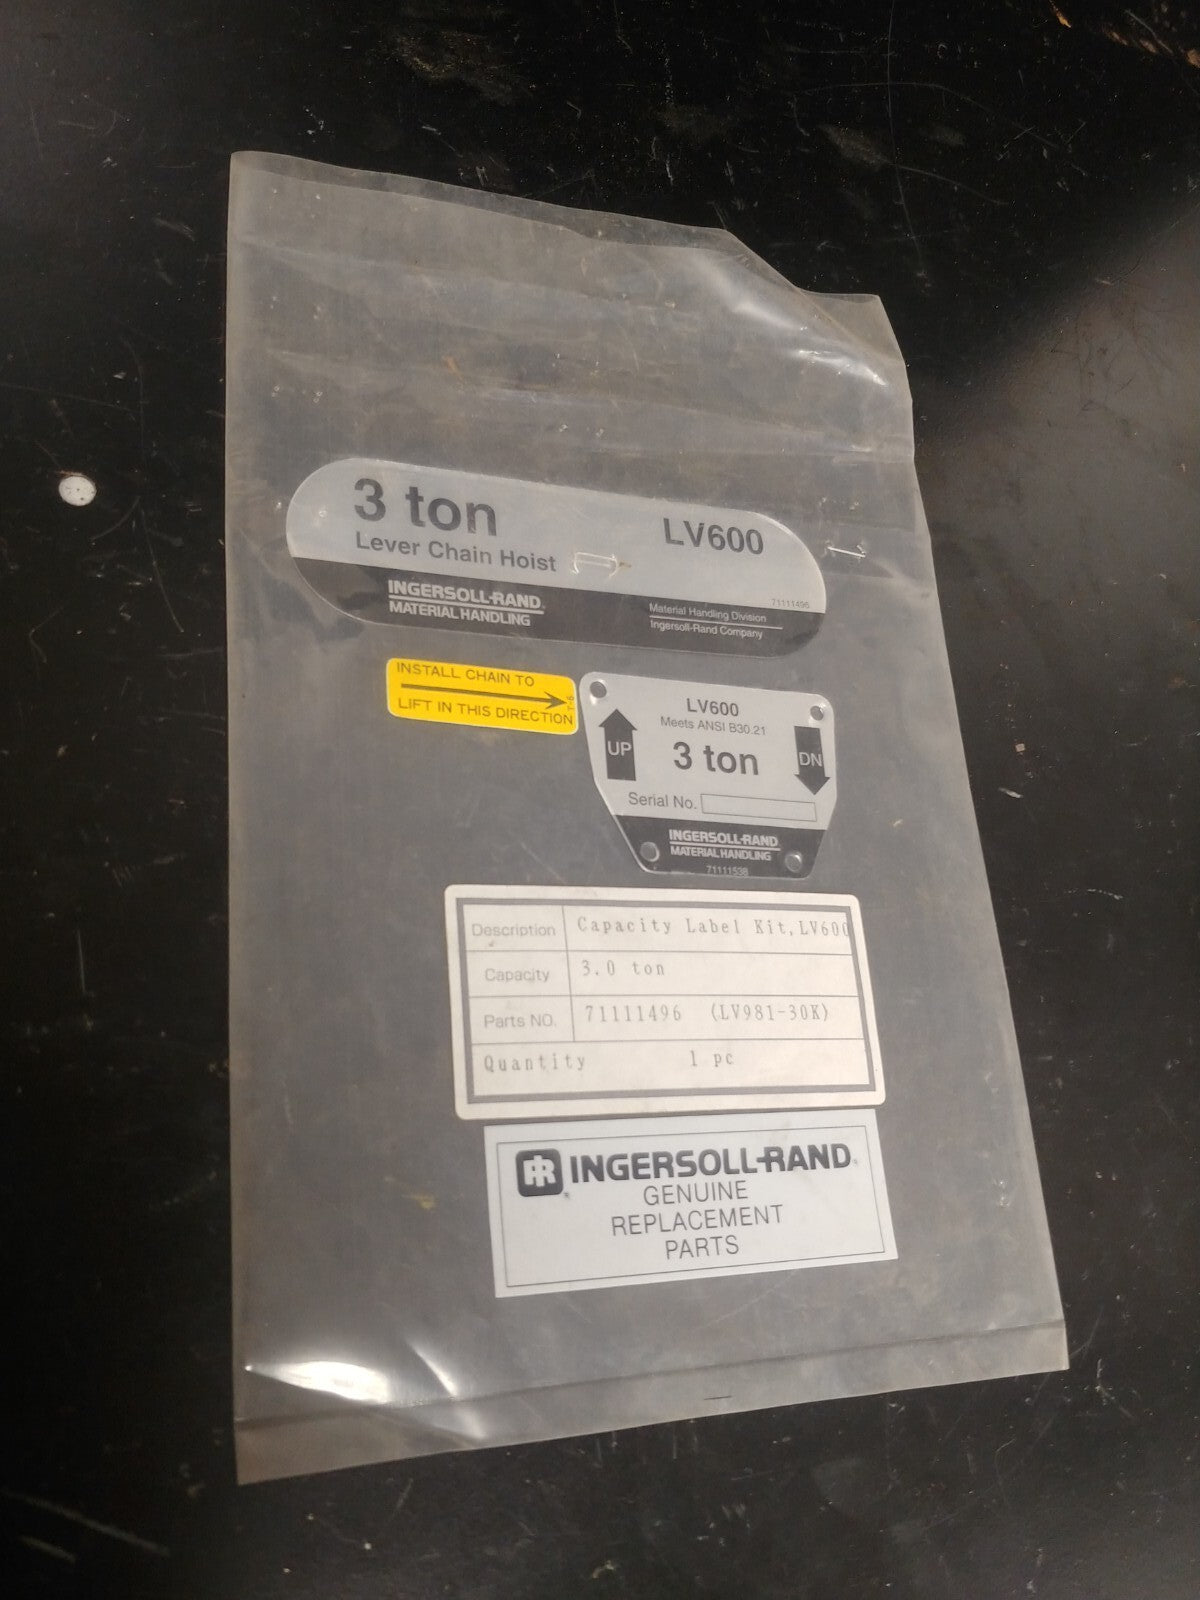 3 ton
LV600
Lever Chain Hoist
71111496
INGERSOLL-RAND®
MATERIAL HANDLING
Material Handling Division
Ingersoll-Rand Company
INSTALL CHAIN TO
LIFT IN THIS DIRECTION
T-6
LV600
Meets ANSI B30.21
UP
3 ton
DN
Serial No.
INGERSOLL-RAND
MATERIAL HANDLING
71111538
Description Capacity Label Kit, LV600
Capacity 3.0 ton
Parts NO. 71111496 (LV981-30K)
Quantity 1 pc
IR® INGERSOLL-RAND®
GENUINE
REPLACEMENT
PARTS